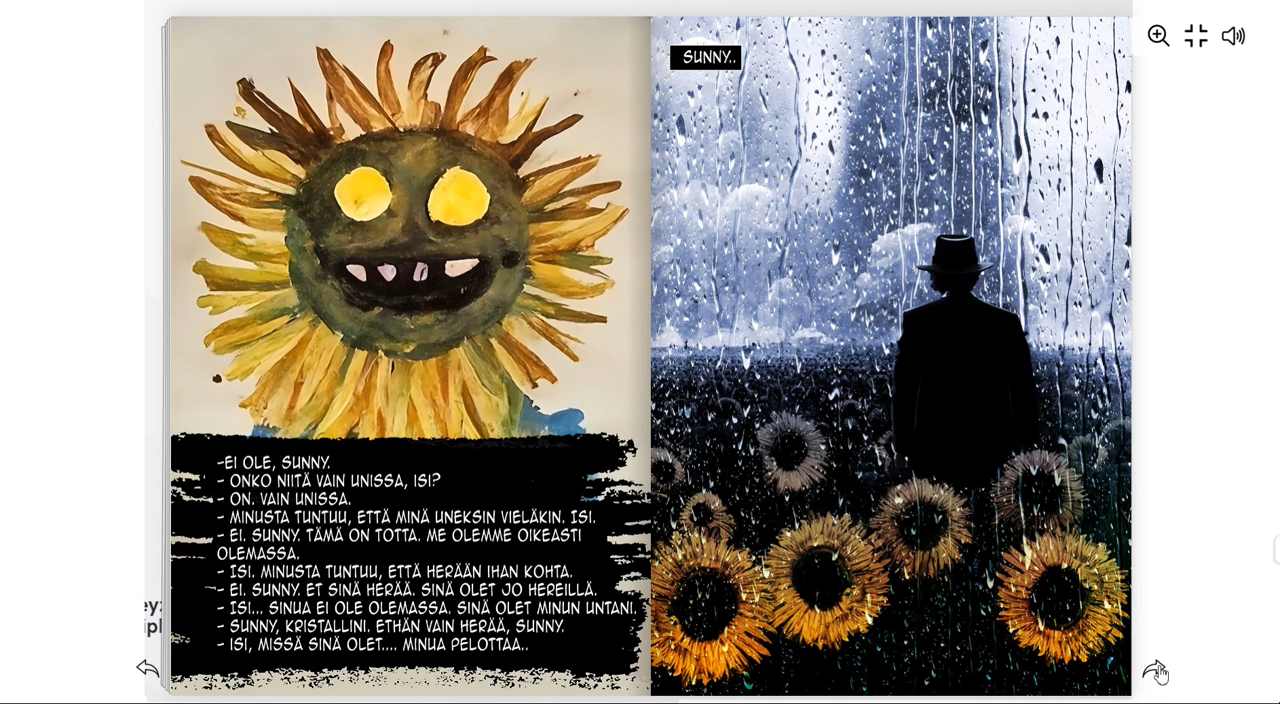 -EI OLE, SUNNY.
- ONKO NIITÄ VAIN UNISSA, ISI?
- ON. VAIN UNISSA.
- MINUSTA TUNTUU, ETTÄ MINÄ UNEKSIN VIELÄKIN. ISI.
- EI. SUNNY. TÄMÄ ON TOTTA. ME OLEMME OIKEASTI
OLEMASSA.
- ISI. MINUSTA TUNTUU, ETTÄ HERÄÄN IHAN KOHTA.
- EI. SUNNY. ET SINÄ HERÄÄ. SINÄ OLET JO HEREILLÄ.
- ISI... SINUA EI OLE OLEMASSA. SINÄ OLET MINUN UNTANI.
- SUNNY, KRISTALLINI. ETHÄN VAIN HERÄÄ, SUNNY.
- ISI, MISSÄ SINÄ OLET.... MINUA PELOTTAA..
SUNNY..